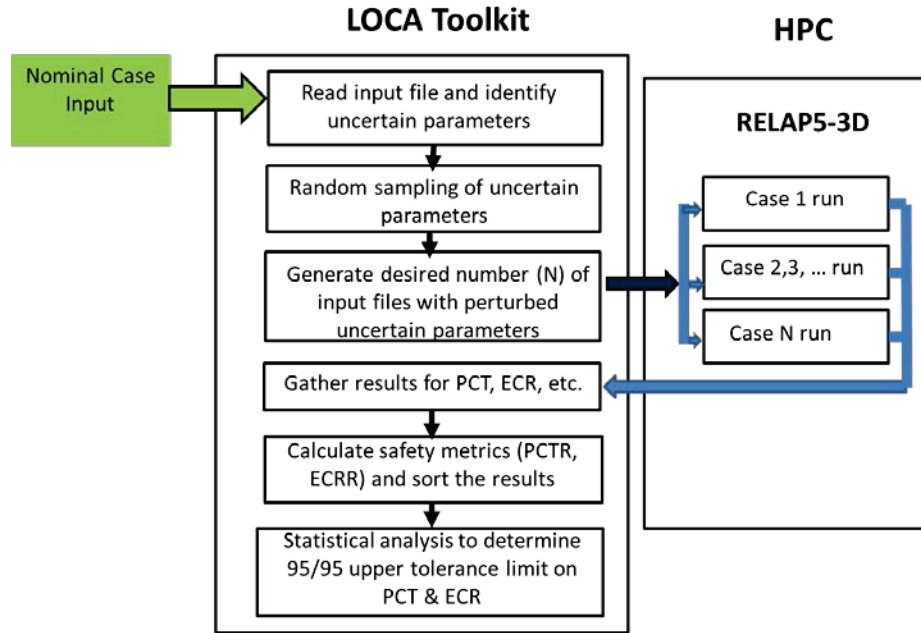 LOCA Toolkit
HPC
Nominal Case
Input
Read input file and identify
uncertain parameters
Random sampling of uncertain
parameters
Generate desired number (N) of
input files with perturbed
uncertain parameters
Gather results for PCT, ECR, etc.
Calculate safety metrics (PCTR,
ECRR) and sort the results
Statistical analysis to determine
95/95 upper tolerance limit on
PCT & ECR
RELAP5-3D
Case 1 run
Case 2,3, ... run
Case N run